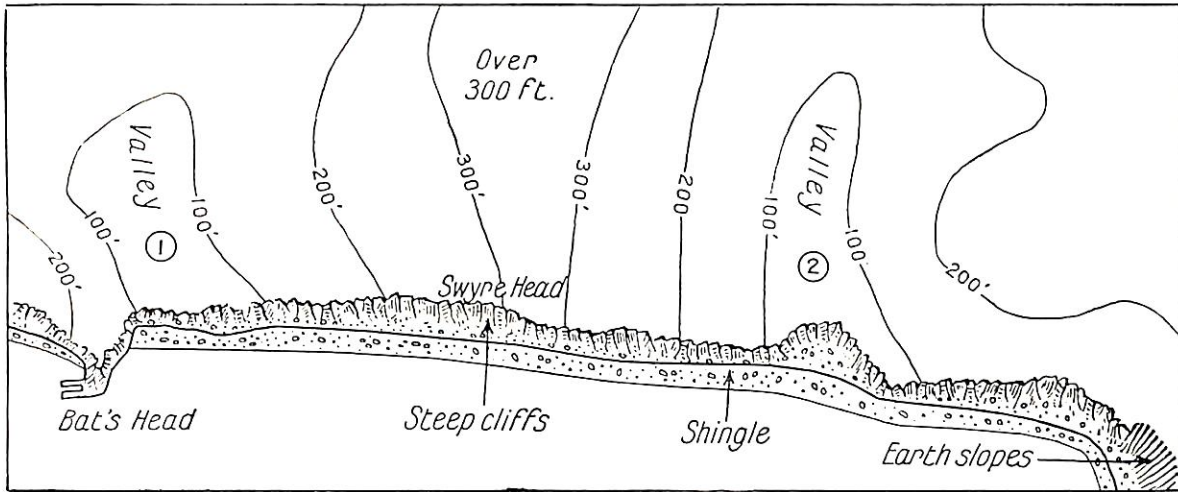 Over
300 ft.
Valley
1
Valley
2
100'
100'
200'
200'
300'
300'
200
100'
100'
200'
Swyre Head
Bat's Head
Steep cliffs
Shingle
Earth slopes